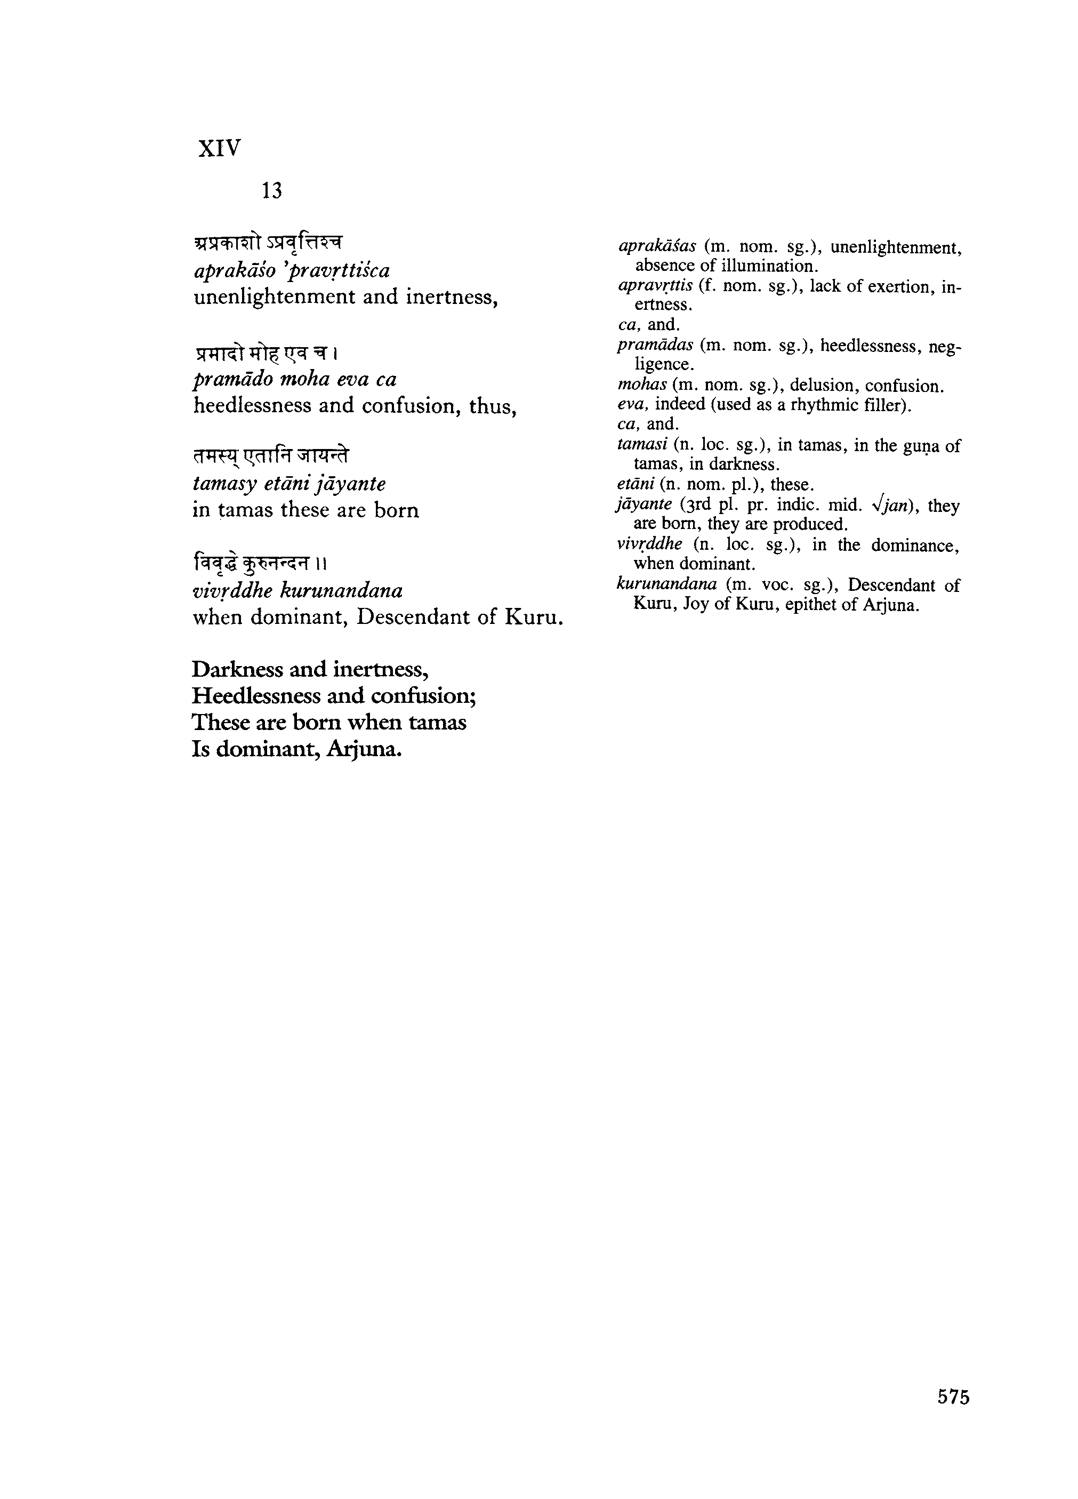 XIV
13
अप्रकाशो ऽप्रवृत्तिश्च
aprakāśo 'pravṛttiśca
unenlightenment and inertness,
प्रमादो मोह एव च ।
pramādo moha eva ca
heedlessness and confusion, thus,
तमस्य् एतानि जायन्ते
tamasy etāni jāyante
in tamas these are born
विवृद्धे कुरुनन्दन ॥
vivṛddhe kurunandana
when dominant, Descendant of Kuru.
Darkness and inertness,
Heedlessness and confusion;
These are born when tamas
Is dominant, Arjuna.
aprakāśas (m. nom. sg.), unenlightenment,
absence of illumination.
apravṛttis (f. nom. sg.), lack of exertion, in-
ertness.
ca, and.
pramādas (m. nom. sg.), heedlessness, neg-
ligence.
mohas (m. nom. sg.), delusion, confusion.
eva, indeed (used as a rhythmic filler).
ca, and.
tamasi (n. loc. sg.), in tamas, in the guṇa of
tamas, in darkness.
etāni (n. nom. pl.), these.
jāyante (3rd pl. pr. indic. mid. √jan), they
are born, they are produced.
vivṛddhe (n. loc. sg.), in the dominance,
when dominant.
kurunandana (m. voc. sg.), Descendant of
Kuru, Joy of Kuru, epithet of Arjuna.
575